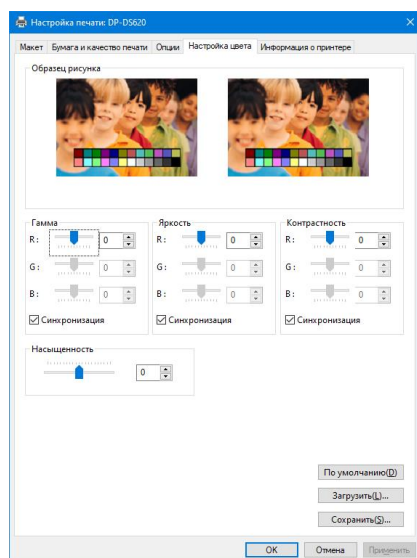 Настройка печати: DP-DS620
Макет Бумага и качество печати Опции Настройка цвета Информация о принтере
Образец рисунка
Гамма Яркость Контрастность
R: 0 R: 0 R: 0
G: 0 G: 0 G: 0
B: 0 B: 0 B: 0
Синхронизация Синхронизация Синхронизация
Насыщенность
0
По умолчанию(D)
Загрузить(L)...
Сохранить(S)...
OK Отмена Применить